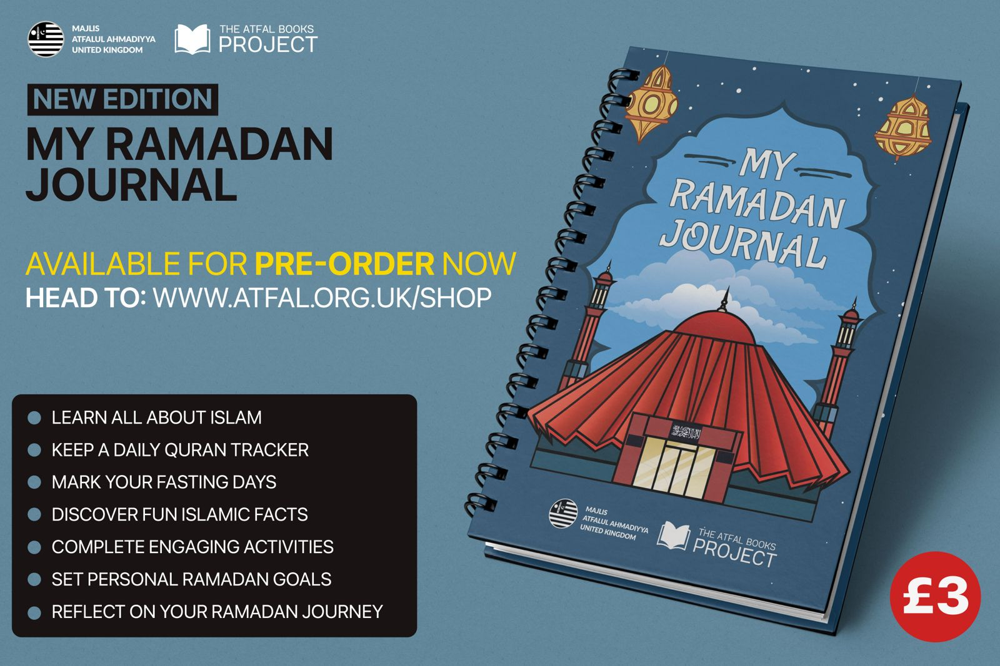 MAJLIS
ATFALUL AHMADIYYA
UNITED KINGDOM
THE ATFAL BOOKS
PROJECT
NEW EDITION
MY RAMADAN
JOURNAL
AVAILABLE FOR PRE-ORDER NOW
HEAD TO: WWW.ATFAL.ORG.UK/SHOP
LEARN ALL ABOUT ISLAM
KEEP A DAILY QURAN TRACKER
MARK YOUR FASTING DAYS
DISCOVER FUN ISLAMIC FACTS
COMPLETE ENGAGING ACTIVITIES
SET PERSONAL RAMADAN GOALS
REFLECT ON YOUR RAMADAN JOURNEY
MY
RAMADAN
JOURNAL
MAJLIS
ATFALUL AHMADIYYA
UNITED KINGDOM
THE ATFAL BOOKS
PROJECT
£3